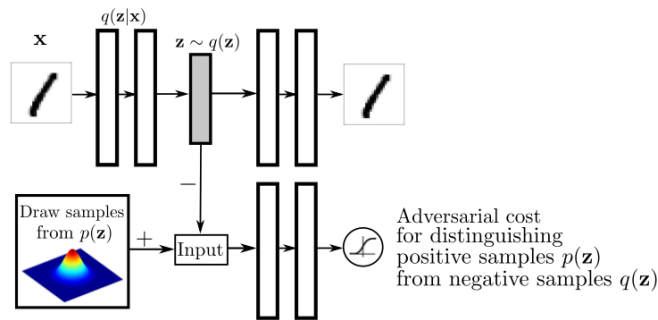 q(z|x)
x
z ∼ q(z)
−
Draw samples
from p(z)
+
Input
Adversarial cost
for distinguishing
positive samples p(z)
from negative samples q(z)